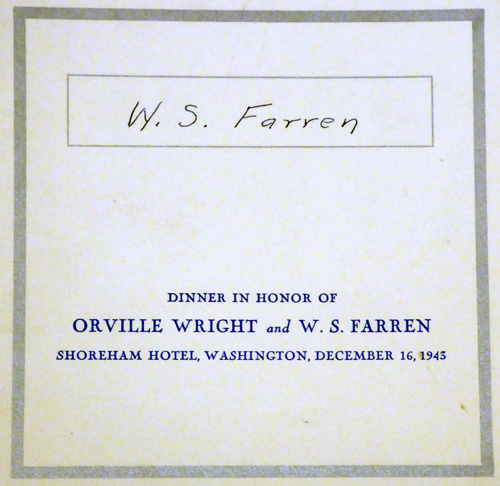 W. S. Farren
DINNER IN HONOR OF
ORVILLE WRIGHT and W. S. FARREN
SHOREHAM HOTEL, WASHINGTON, DECEMBER 16, 1943